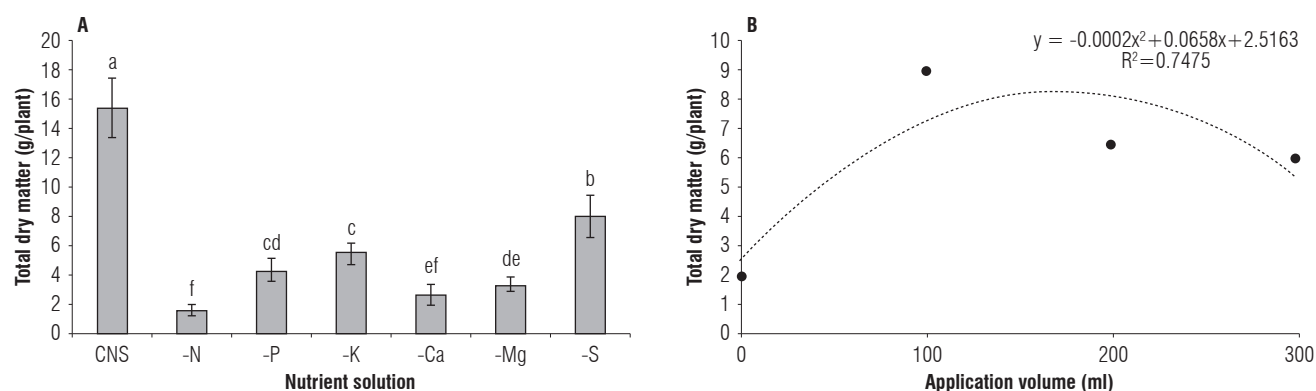 A
Total dry matter (g/plant)
20
18
16
14
12
10
8
6
4
2
0
a
f
cd
c
ef
de
b
CNS -N -P -K -Ca -Mg -S
Nutrient solution
B
Total dry matter (g/plant)
10
9
8
7
6
5
4
3
2
1
0
y = -0.0002x²+0.0658x+2.5163
R²=0.7475
0 100 200 300
Application volume (ml)